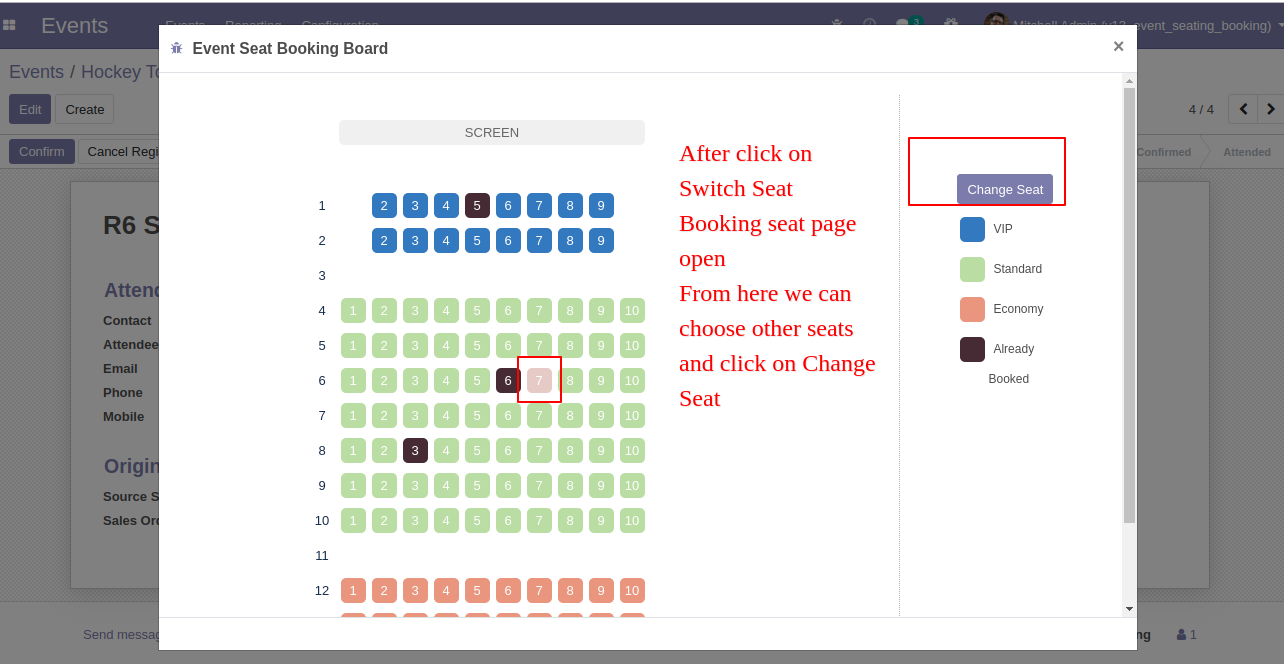 Events Events Reporting Configuration 3 Mitchell Admin (v13_event_seating_booking)
Event Seat Booking Board ×
Events / Hockey To
Edit Create 4 / 4
SCREEN
Confirm Cancel Regi Confirmed Attended
After click on
Switch Seat
Booking seat page
open
From here we can
choose other seats
and click on Change
Seat
Change Seat
VIP
Standard
Economy
Already
Booked
1 2 3 4 5 6 7 8 9
2 2 3 4 5 6 7 8 9
3
4 1 2 3 4 5 6 7 8 9 10
5 1 2 3 4 5 6 7 8 9 10
6 1 2 3 4 5 6 7 8 9 10
7 1 2 3 4 5 6 7 8 9 10
8 1 2 3 4 5 6 7 8 9 10
9 1 2 3 4 5 6 7 8 9 10
10 1 2 3 4 5 6 7 8 9 10
11
12 1 2 3 4 5 6 7 8 9 10
R6 S
Attend
Contact
Attendee
Email
Phone
Mobile
Origin
Source S
Sales Ord
Send messag ng 1